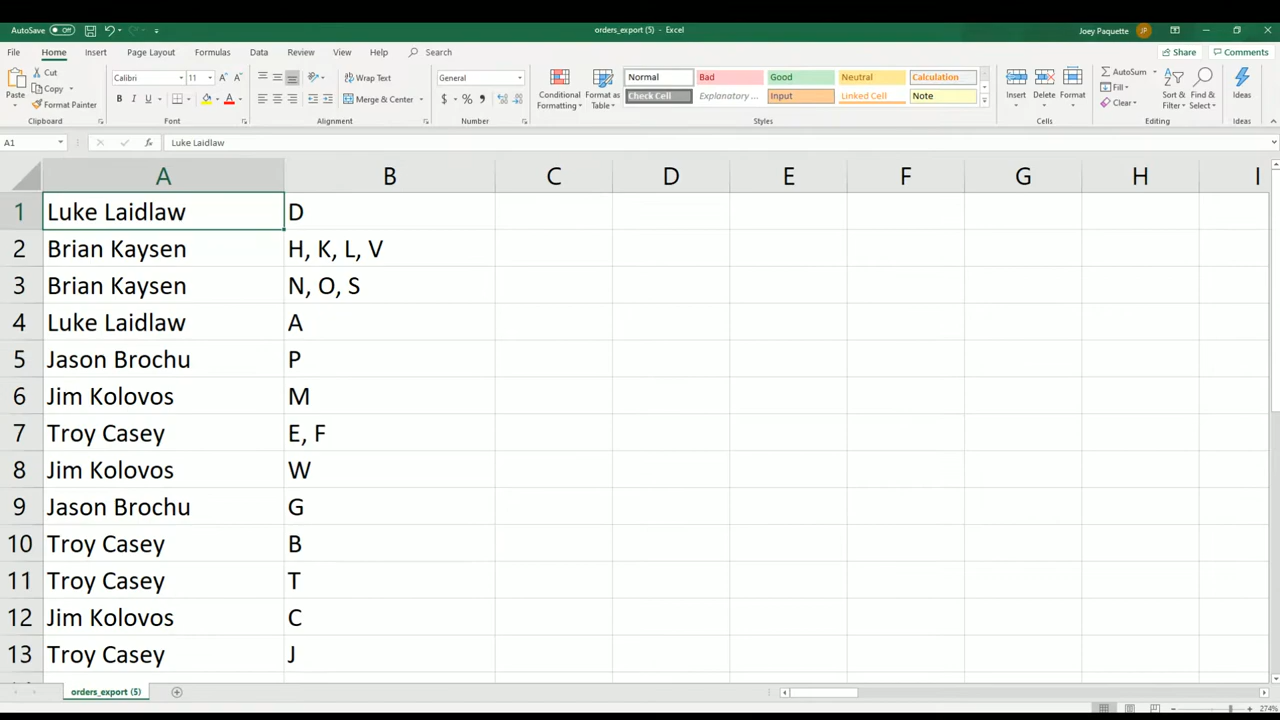 AutoSave Off
orders_export (5) - Excel
Joey Paquette JP
File Home Insert Page Layout Formulas Data Review View Help Search Share Comments
Paste Cut Copy Format Painter
Clipboard
Calibri 11
B I U
Font
Wrap Text
Merge & Center
Alignment
General
$ % ,
Number
Conditional Formatting
Format as Table
Normal Bad Good Neutral Calculation
Check Cell Explanatory ... Input Linked Cell Note
Styles
Insert Delete Format
Cells
AutoSum
Fill
Clear
Sort & Filter
Find & Select
Editing
Ideas
Ideas
A1 fx Luke Laidlaw
A B C D E F G H I
1 Luke Laidlaw D
2 Brian Kaysen H, K, L, V
3 Brian Kaysen N, O, S
4 Luke Laidlaw A
5 Jason Brochu P
6 Jim Kolovos M
7 Troy Casey E, F
8 Jim Kolovos W
9 Jason Brochu G
10 Troy Casey B
11 Troy Casey T
12 Jim Kolovos C
13 Troy Casey J
orders_export (5)
274%